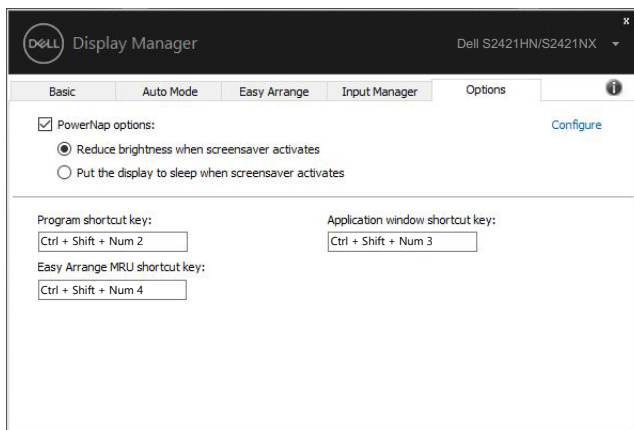 x
DELL Display Manager Dell S2421HN/S2421NX
Basic Auto Mode Easy Arrange Input Manager Options i
PowerNap options: Configure
Reduce brightness when screensaver activates
Put the display to sleep when screensaver activates
Program shortcut key: Application window shortcut key:
Ctrl + Shift + Num 2 Ctrl + Shift + Num 3
Easy Arrange MRU shortcut key:
Ctrl + Shift + Num 4